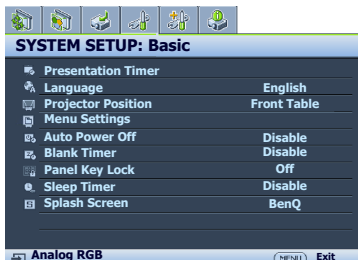 SYSTEM SETUP: Basic
Presentation Timer
Language English
Projector Position Front Table
Menu Settings
Auto Power Off Disable
Blank Timer Disable
Panel Key Lock Off
Sleep Timer Disable
Splash Screen BenQ
Analog RGB MENU Exit